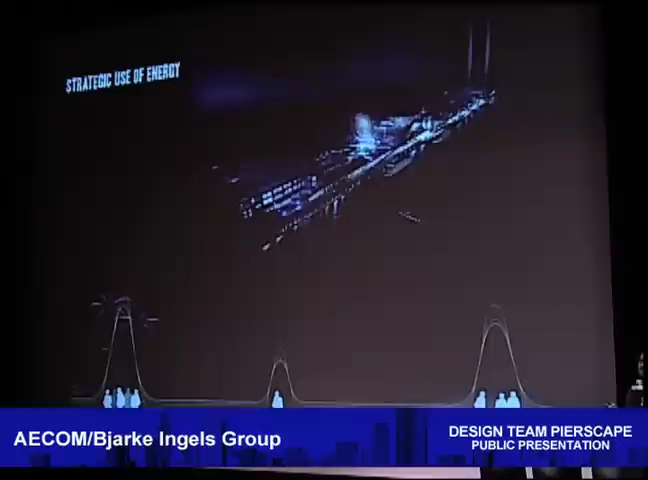 STRATEGIC USE OF ENERGY
AECOM/Bjarke Ingels Group
DESIGN TEAM PIERSCAPE
PUBLIC PRESENTATION